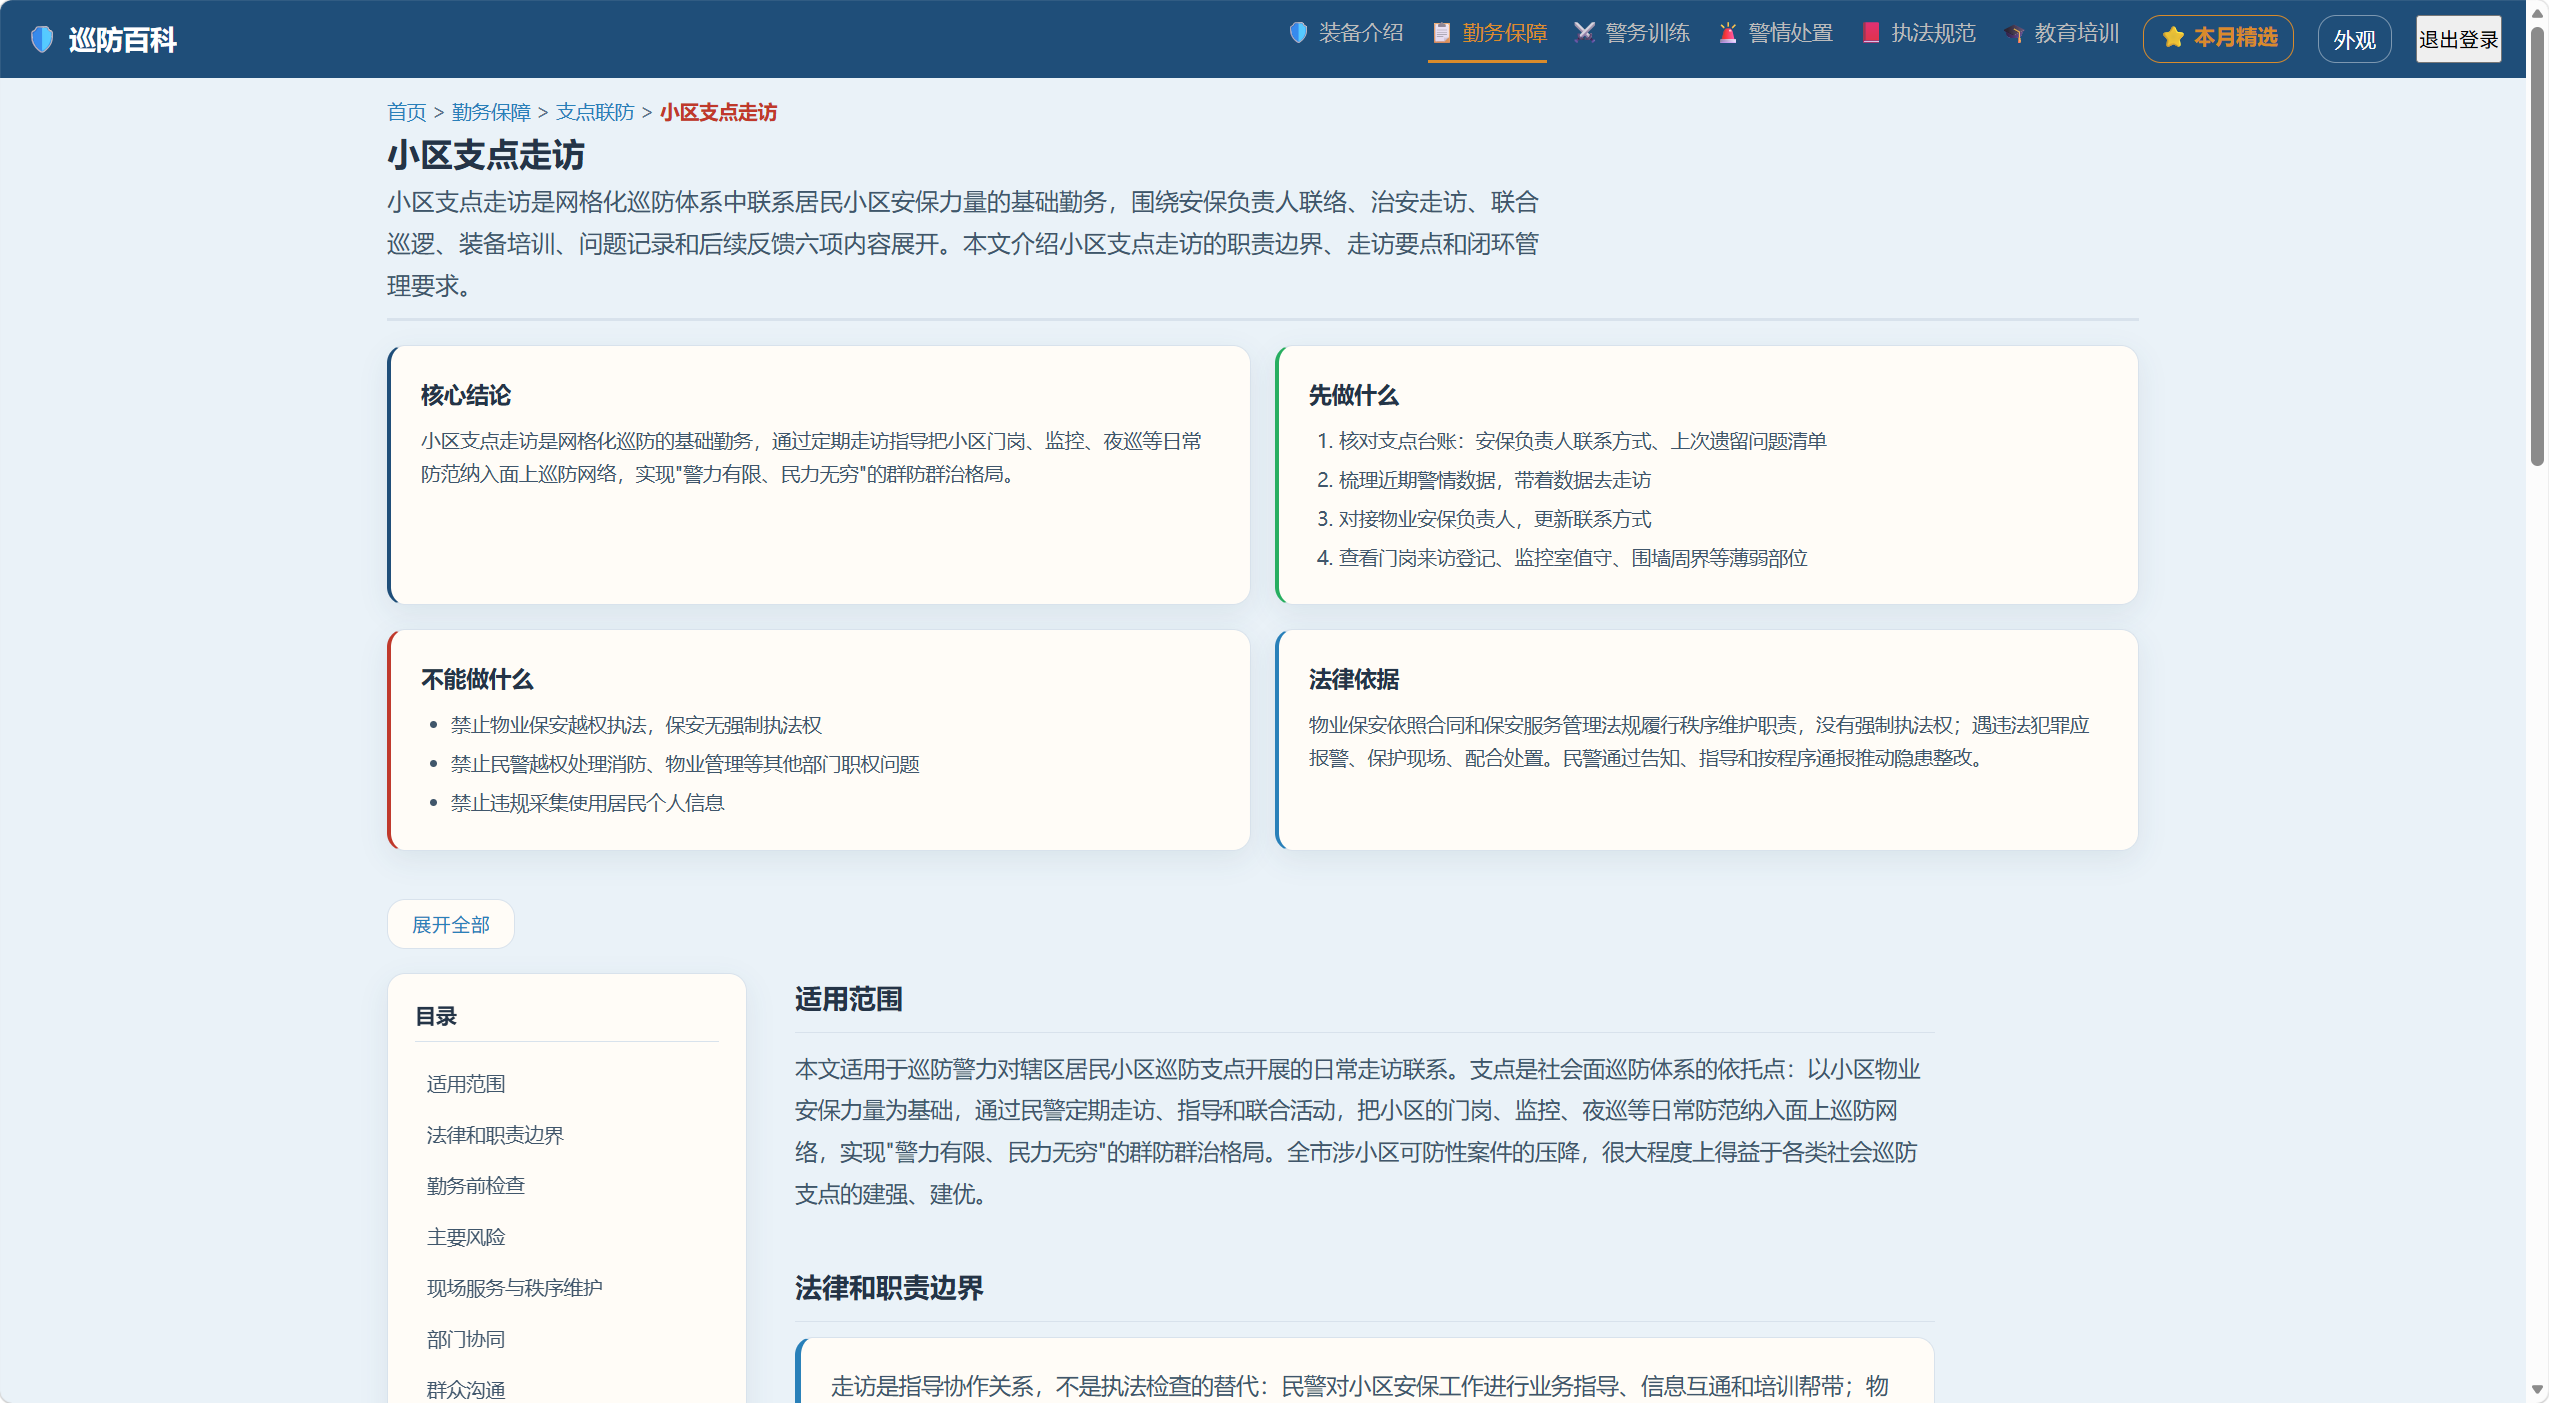 巡防百科
装备介绍 勤务保障 警务训练 警情处置 执法规范 教育培训 本月精选 外观 退出登录
首页 > 勤务保障 > 支点联防 > 小区支点走访
小区支点走访
小区支点走访是网格化巡防体系中联系居民小区安保力量的基础勤务，围绕安保负责人联络、治安走访、联合
巡逻、装备培训、问题记录和后续反馈六项内容展开。本文介绍小区支点走访的职责边界、走访要点和闭环管
理要求。
核心结论
小区支点走访是网格化巡防的基础勤务，通过定期走访指导把小区门岗、监控、夜巡等日常
防范纳入面上巡防网络，实现"警力有限、民力无穷"的群防群治格局。
先做什么
1. 核对支点台账：安保负责人联系方式、上次遗留问题清单
2. 梳理近期警情数据，带着数据去走访
3. 对接物业安保负责人，更新联系方式
4. 查看门岗来访登记、监控室值守、围墙周界等薄弱部位
不能做什么
• 禁止物业保安越权执法，保安无强制执法权
• 禁止民警越权处理消防、物业管理等其他部门职权问题
• 禁止违规采集使用居民个人信息
法律依据
物业保安依照合同和保安服务管理法规履行秩序维护职责，没有强制执法权；遇违法犯罪应
报警、保护现场、配合处置。民警通过告知、指导和按程序通报推动隐患整改。
展开全部
目录
适用范围
法律和职责边界
勤务前检查
主要风险
现场服务与秩序维护
部门协同
群众沟通
适用范围
本文适用于巡防警力对辖区居民小区巡防支点开展的日常走访联系。支点是社会面巡防体系的依托点：以小区物业
安保力量为基础，通过民警定期走访、指导和联合活动，把小区的门岗、监控、夜巡等日常防范纳入面上巡防网
络，实现"警力有限、民力无穷"的群防群治格局。全市涉小区可防性案件的压降，很大程度上得益于各类社会巡防
支点的建强、建优。
法律和职责边界
走访是指导协作关系，不是执法检查的替代：民警对小区安保工作进行业务指导、信息互通和培训帮带；物